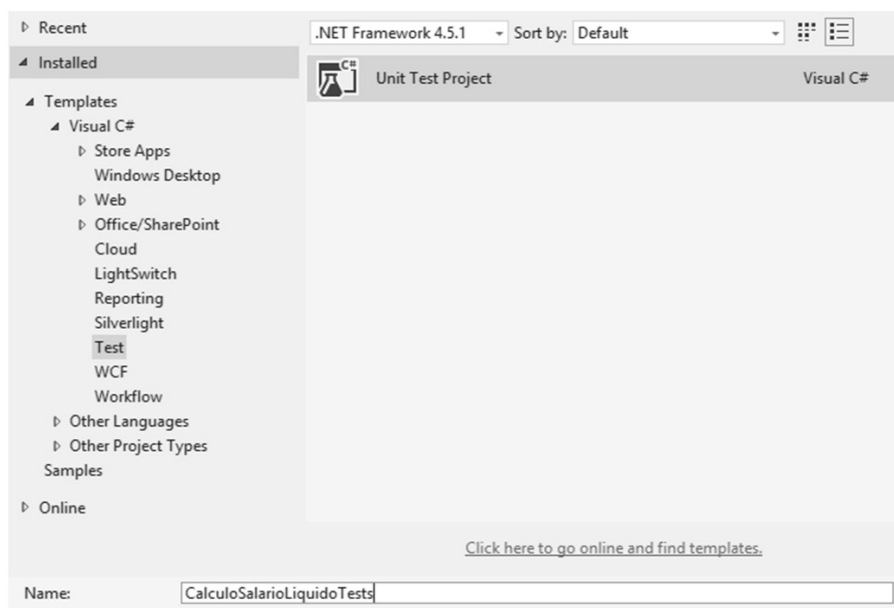 Recent
Installed
Templates
Visual C#
Store Apps
Windows Desktop
Web
Office/SharePoint
Cloud
LightSwitch
Reporting
Silverlight
Test
WCF
Workflow
Other Languages
Other Project Types
Samples
Online
.NET Framework 4.5.1 Sort by: Default
C# Unit Test Project Visual C#
Click here to go online and find templates.
Name: CalculoSalarioLiquidoTests